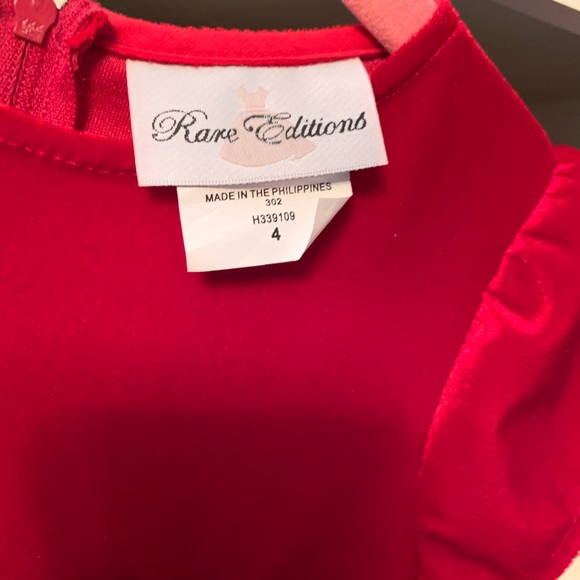 Rare Editions
MADE IN THE PHILIPPINES
302
H339109
4